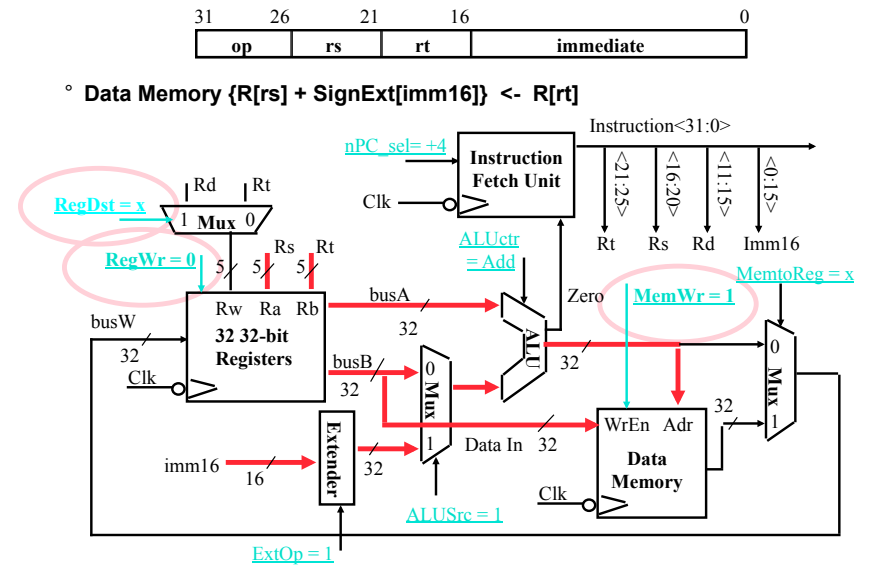 31 26 21 16 0
op rs rt immediate
° Data Memory {R[rs] + SignExt[imm16]} <- R[rt]
Instruction<31:0>
nPC_sel= +4
Instruction
Fetch Unit
Clk
<21:25>
<16:20>
<11:15>
<0:15>
Rt Rs Rd Imm16
Rd Rt
RegDst = x
1 Mux 0
Rs Rt
RegWr = 0
5 5 5
ALUctr
= Add
MemtoReg = x
MemWr = 1
Zero
Rw Ra Rb
busA
32
busW
32
32 32-bit
Registers
ALU
32
busB
32
Clk
0
Mux
1
0
Mux
1
WrEn Adr
32
Data In
32
Data
Memory
Extender
imm16
16
32
Clk
ALUSrc = 1
ExtOp = 1